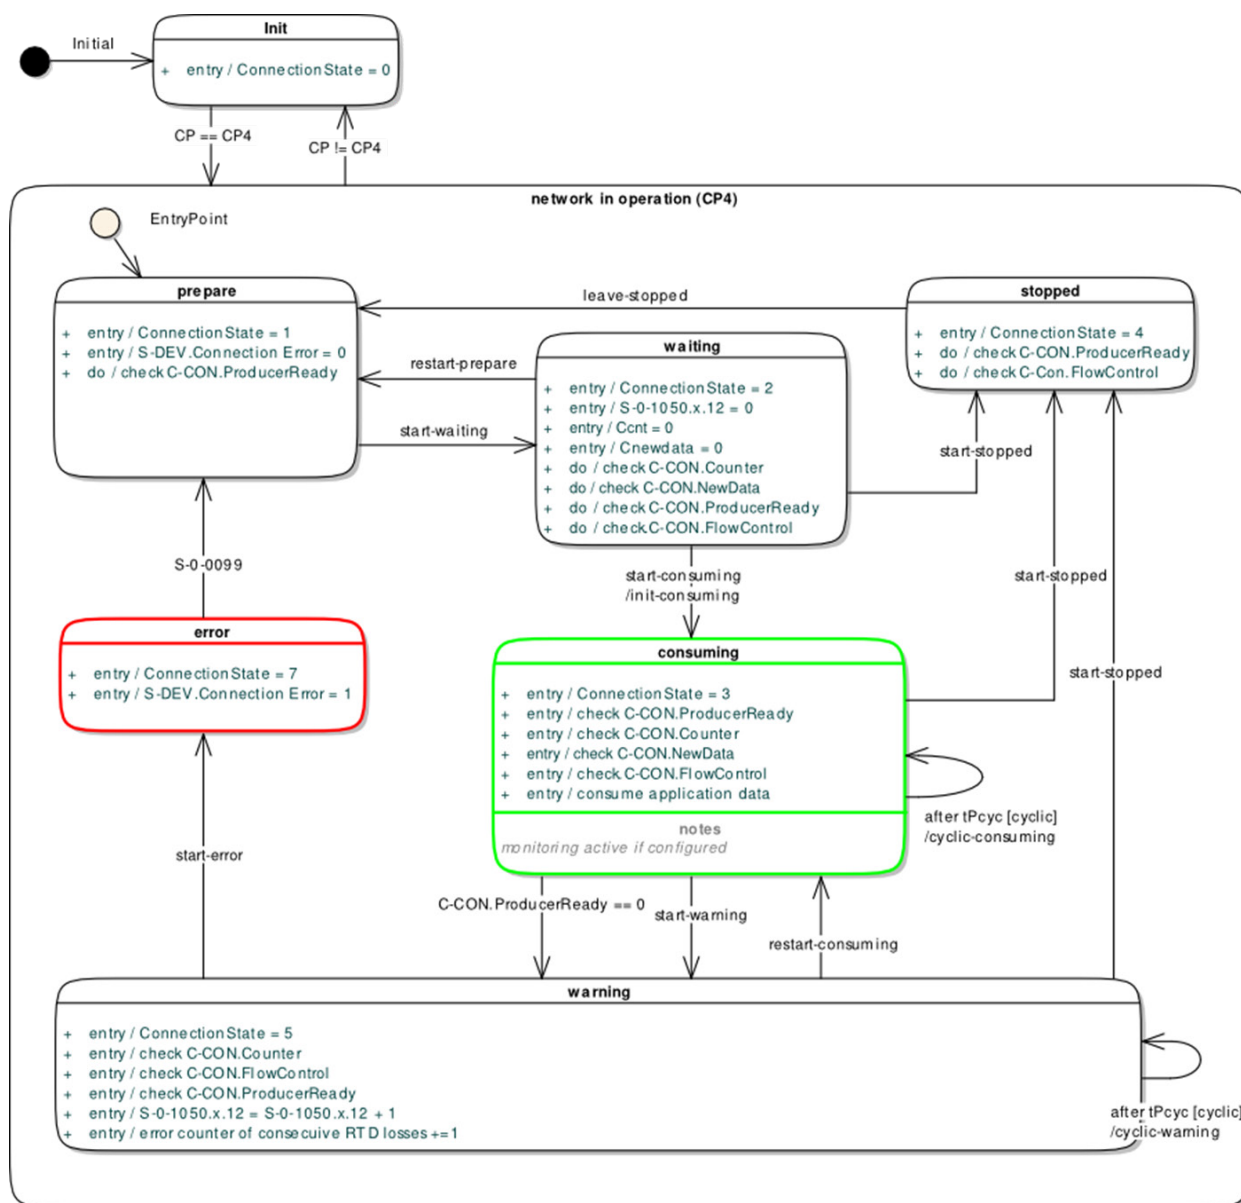 Initial
Init
+ entry / ConnectionState = 0
CP == CP4
CP != CP4
network in operation (CP4)
EntryPoint
prepare
+ entry / ConnectionState = 1
+ entry / S-DEV.Connection Error = 0
+ do / check C-CON.ProducerReady
leave-stopped
stopped
+ entry / ConnectionState = 4
+ do / check C-CON.ProducerReady
+ do / check C-Con.FlowControl
restart-prepare
start-waiting
waiting
+ entry / ConnectionState = 2
+ entry / S-0-1050.x.12 = 0
+ entry / Ccnt = 0
+ entry / Cnewdata = 0
+ do / check C-CON.Counter
+ do / check C-CON.NewData
+ do / check C-CON.ProducerReady
+ do / check C-CON.FlowControl
start-stopped
S-0-0099
start-consuming
/init-consuming
start-stopped
error
+ entry / ConnectionState = 7
+ entry / S-DEV.Connection Error = 1
consuming
+ entry / ConnectionState = 3
+ entry / check C-CON.ProducerReady
+ entry / check C-CON.Counter
+ entry / check C-CON.NewData
+ entry / check C-CON.FlowControl
+ entry / consume application data
notes
monitoring active if configured
start-stopped
after tPcyc [cyclic]
/cyclic-consuming
start-error
C-CON.ProducerReady == 0
start-warning
restart-consuming
warning
+ entry / ConnectionState = 5
+ entry / check C-CON.Counter
+ entry / check C-CON.FlowControl
+ entry / check C-CON.ProducerReady
+ entry / S-0-1050.x.12 = S-0-1050.x.12 + 1
+ entry / error counter of consecuive RTD losses +=1
after tPcyc [cyclic]
/cyclic-warning